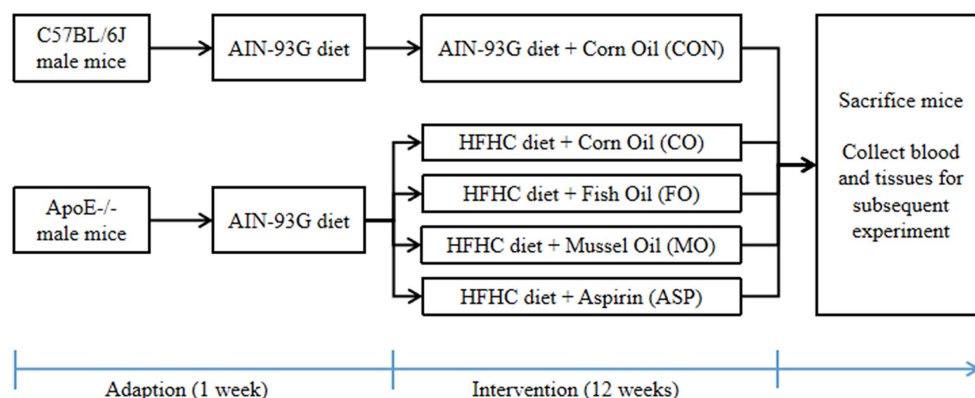 C57BL/6J
male mice
AIN-93G diet
AIN-93G diet + Corn Oil (CON)
HFHC diet + Corn Oil (CO)
HFHC diet + Fish Oil (FO)
HFHC diet + Mussel Oil (MO)
HFHC diet + Aspirin (ASP)
ApoE-/-
male mice
AIN-93G diet
Sacrifice mice
Collect blood
and tissues for
subsequent
experiment
Adaption (1 week)
Intervention (12 weeks)